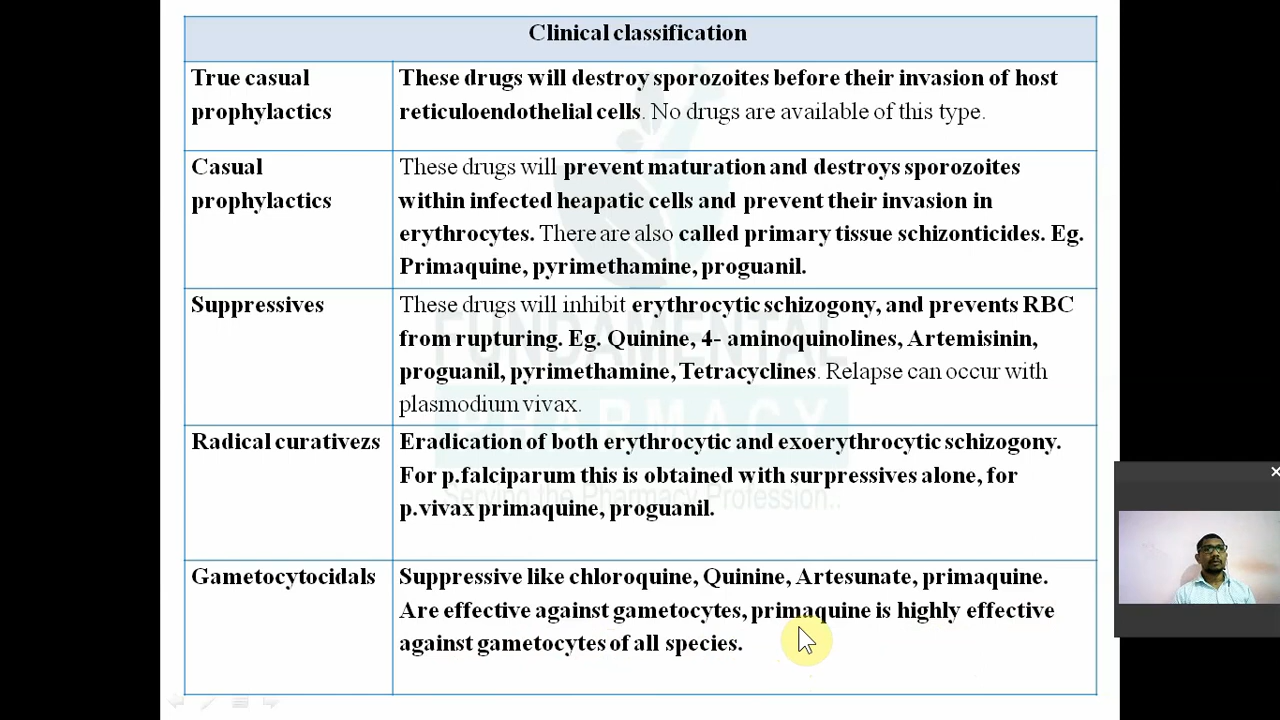 Clinical classification
True casual
prophylactics
These drugs will destroy sporozoites before their invasion of host
reticuloendothelial cells. No drugs are available of this type.
Casual
prophylactics
These drugs will prevent maturation and destroys sporozoites
within infected heapatic cells and prevent their invasion in
erythrocytes. There are also called primary tissue schizonticides. Eg.
Primaquine, pyrimethamine, proguanil.
Suppressives
These drugs will inhibit erythrocytic schizogony, and prevents RBC
from rupturing. Eg. Quinine, 4- aminoquinolines, Artemisinin,
proguanil, pyrimethamine, Tetracyclines. Relapse can occur with
plasmodium vivax.
Radical curativezs
Eradication of both erythrocytic and exoerythrocytic schizogony.
For p.falciparum this is obtained with surpressives alone, for
p.vivax primaquine, proguanil.
Gametocytocidals
Suppressive like chloroquine, Quinine, Artesunate, primaquine.
Are effective against gametocytes, primaquine is highly effective
against gametocytes of all species.
FUNDAMENTAL
PHARMACY
Serving the Pharmacy Profession..